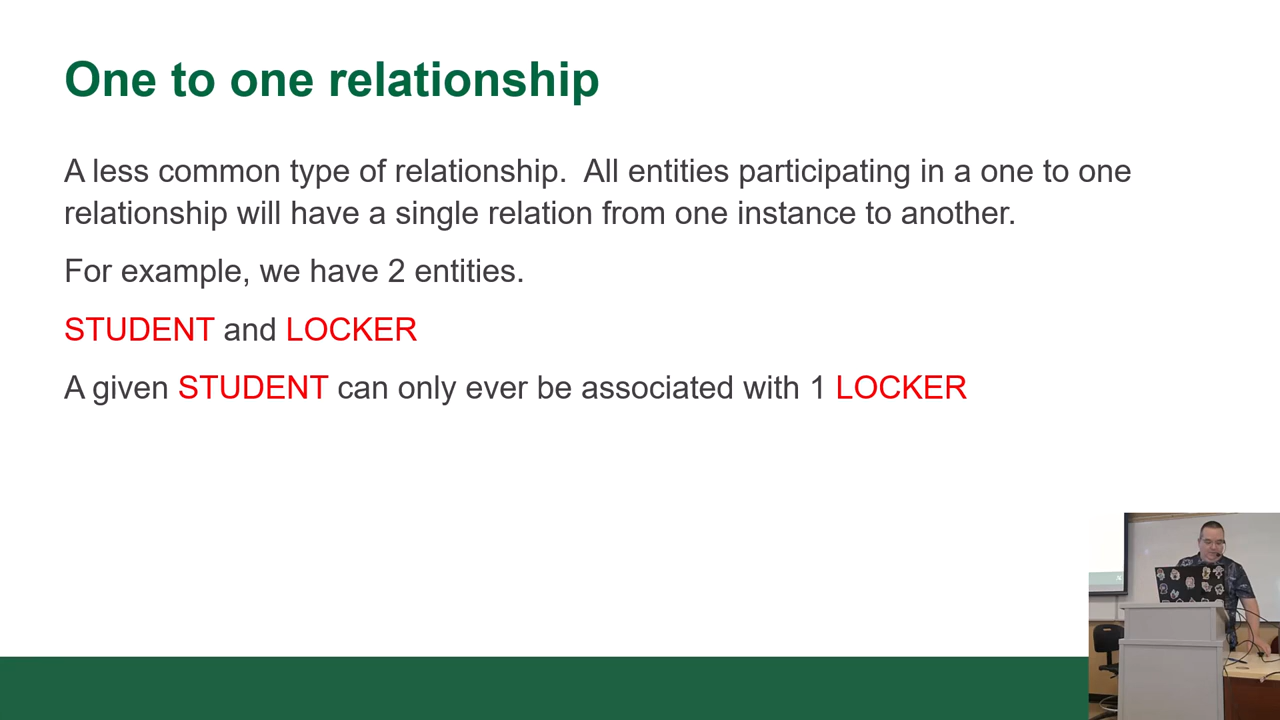 One to one relationship
A less common type of relationship.  All entities participating in a one to one
relationship will have a single relation from one instance to another.
For example, we have 2 entities.
STUDENT and LOCKER
A given STUDENT can only ever be associated with 1 LOCKER